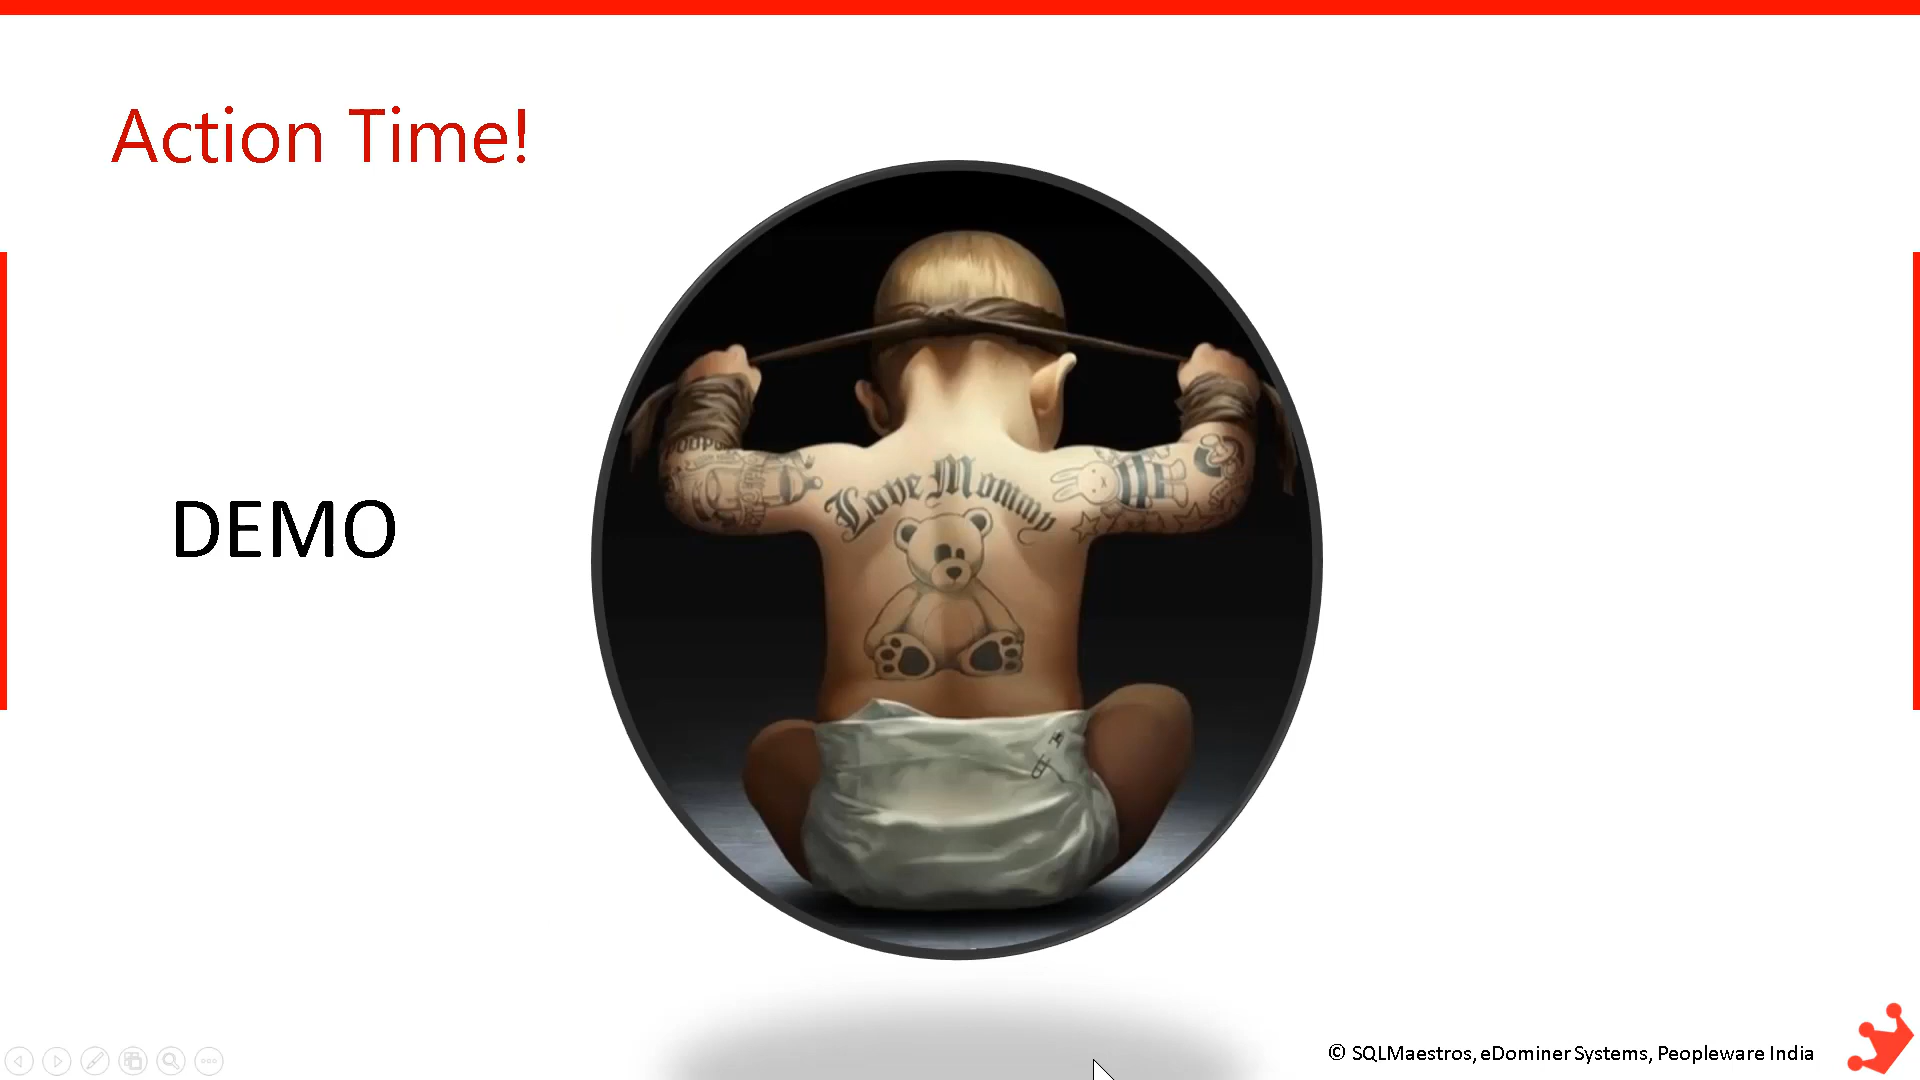 Action Time!
DEMO
Love Mommy
© SQLMaestros, eDominer Systems, Peopleware India